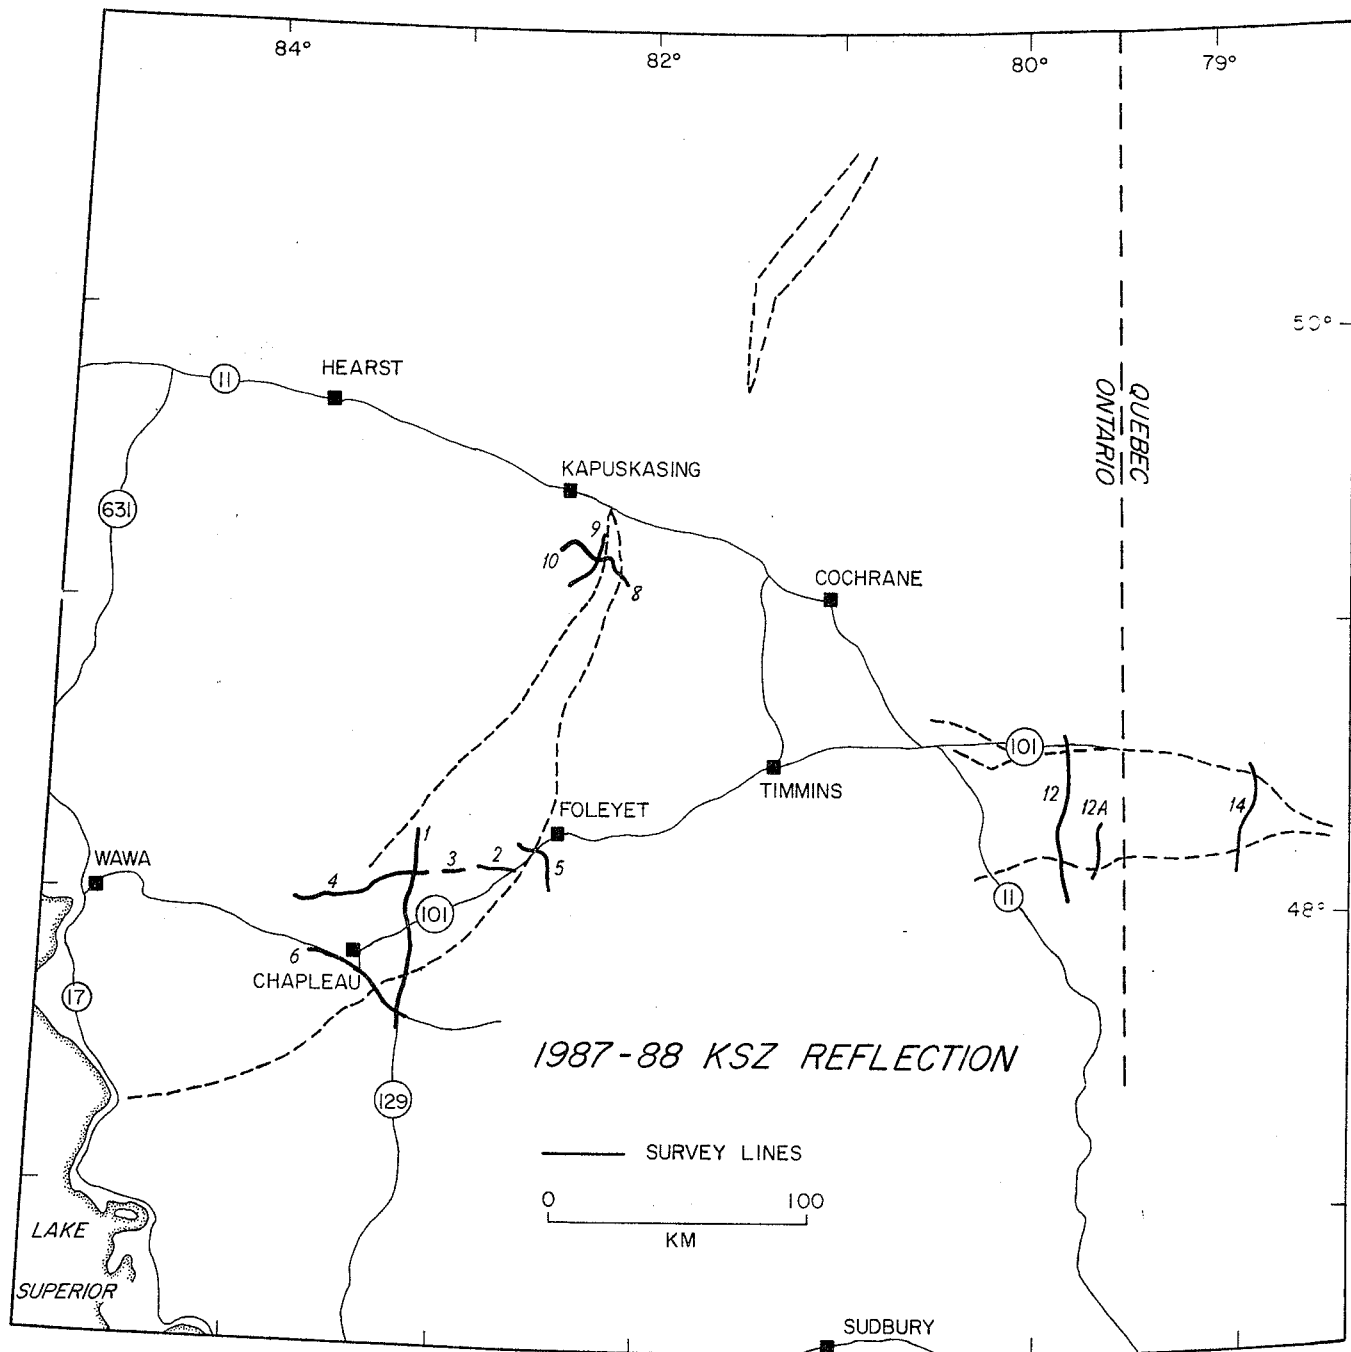 84°
82°
80°
79°
50°
HEARST
11
QUEBEC
ONTARIO
KAPUSKASING
631
9
10
8
COCHRANE
101
TIMMINS
12
12A
14
FOLEYET
1
3
2
5
4
WAWA
101
11
48°
6
CHAPLEAU
17
1987-88 KSZ REFLECTION
129
SURVEY LINES
0 100
KM
LAKE
SUPERIOR
SUDBURY